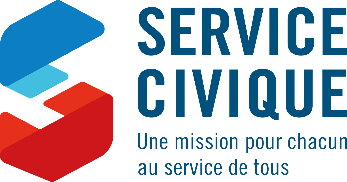 SERVICE
CIVIQUE
Une mission pour chacun
au service de tous